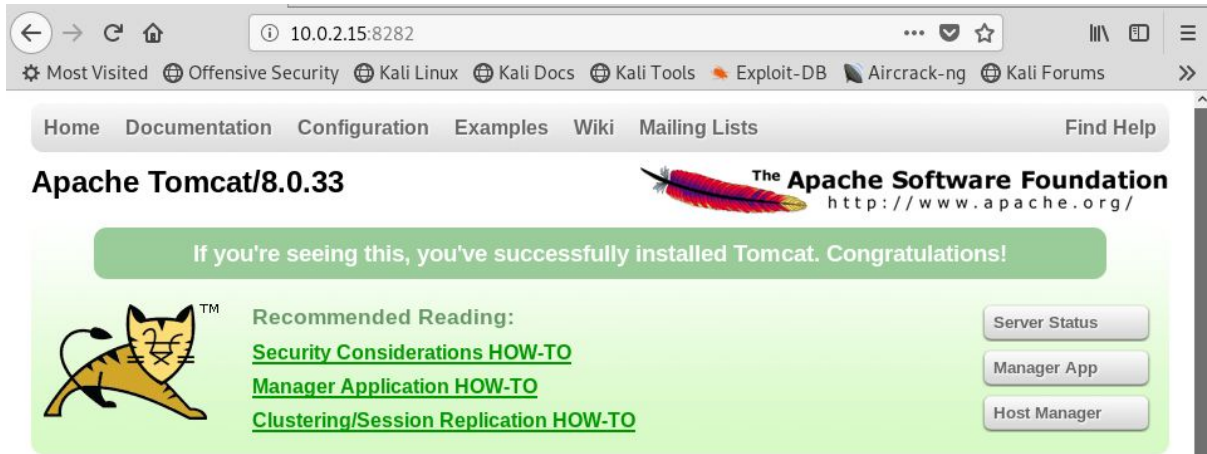 10.0.2.15:8282
Most Visited Offensive Security Kali Linux Kali Docs Kali Tools Exploit-DB Aircrack-ng Kali Forums
Home Documentation Configuration Examples Wiki Mailing Lists Find Help
Apache Tomcat/8.0.33
The Apache Software Foundation
http://www.apache.org/
If you're seeing this, you've successfully installed Tomcat. Congratulations!
TM
Recommended Reading:
Security Considerations HOW-TO
Manager Application HOW-TO
Clustering/Session Replication HOW-TO
Server Status
Manager App
Host Manager